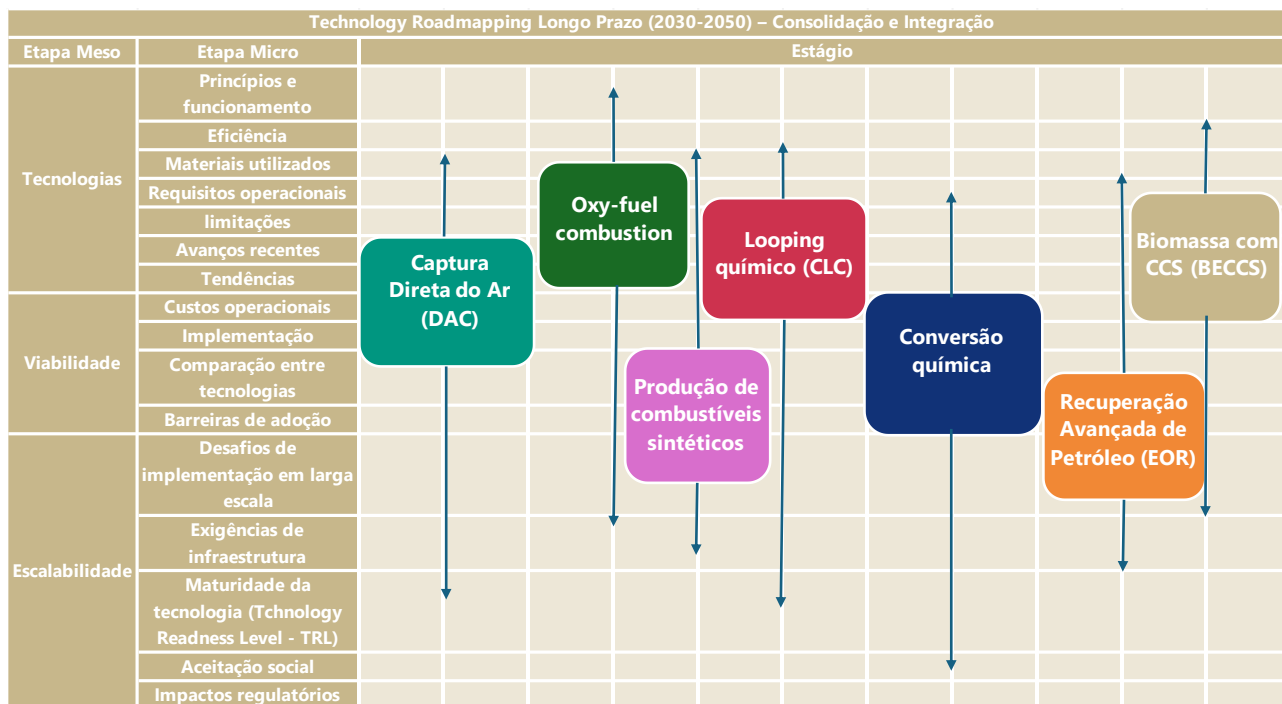 Technology Roadmapping Longo Prazo (2030-2050) – Consolidação e Integração
Etapa Meso
Etapa Micro
Estágio
Tecnologias
Princípios e
funcionamento
Eficiência
Materiais utilizados
Requisitos operacionais
limitações
Avanços recentes
Tendências
Viabilidade
Custos operacionais
Implementação
Comparação entre
tecnologias
Barreiras de adoção
Escalabilidade
Desafios de
implementação em larga
escala
Exigências de
infraestrutura
Maturidade da
tecnologia (Tchnology
Readness Level - TRL)
Aceitação social
Impactos regulatórios
Captura
Direta do Ar
(DAC)
Oxy-fuel
combustion
Produção de
combustíveis
sintéticos
Looping
químico (CLC)
Conversão
química
Recuperação
Avançada de
Petróleo (EOR)
Biomassa com
CCS (BECCS)